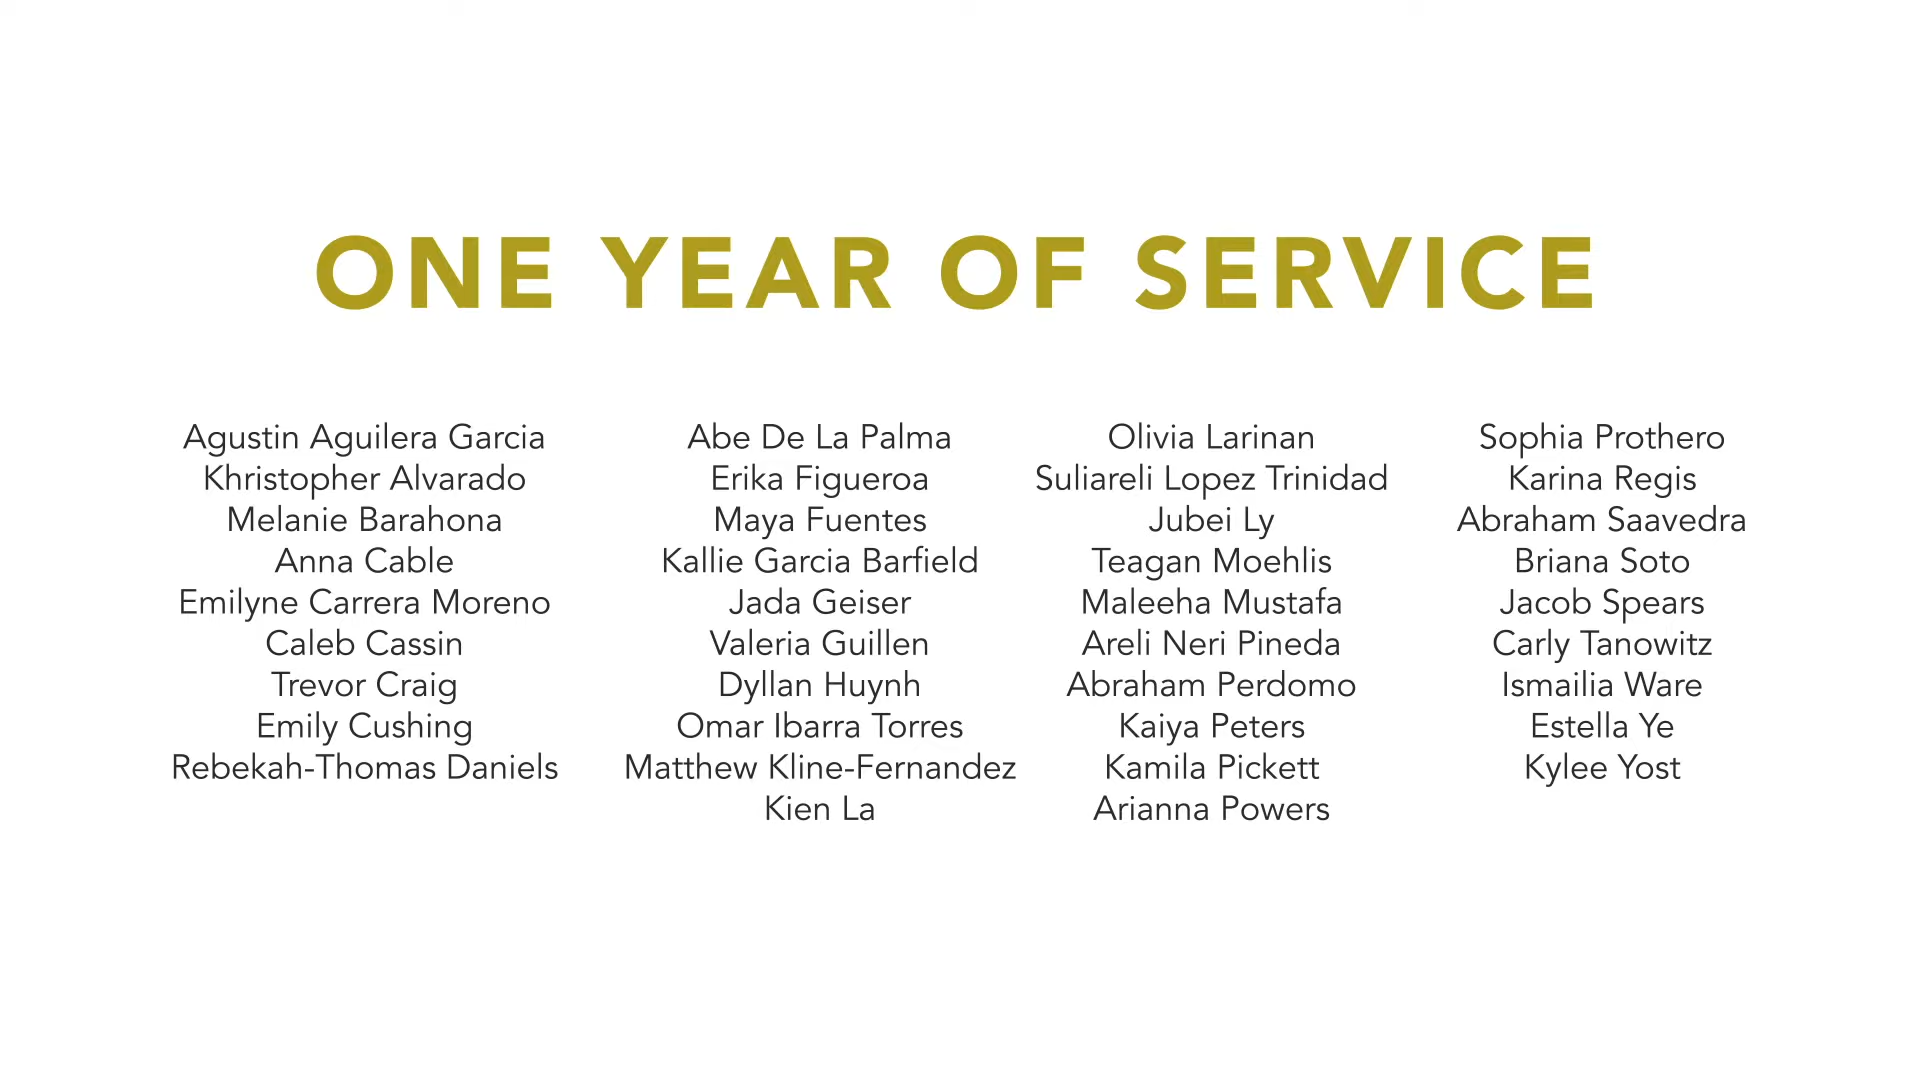 ONE YEAR OF SERVICE
Agustin Aguilera Garcia
Khristopher Alvarado
Melanie Barahona
Anna Cable
Emilyne Carrera Moreno
Caleb Cassin
Trevor Craig
Emily Cushing
Rebekah-Thomas Daniels
Abe De La Palma
Erika Figueroa
Maya Fuentes
Kallie Garcia Barfield
Jada Geiser
Valeria Guillen
Dyllan Huynh
Omar Ibarra Torres
Matthew Kline-Fernandez
Kien La
Olivia Larinan
Suliareli Lopez Trinidad
Jubei Ly
Teagan Moehlis
Maleeha Mustafa
Areli Neri Pineda
Abraham Perdomo
Kaiya Peters
Kamila Pickett
Arianna Powers
Sophia Prothero
Karina Regis
Abraham Saavedra
Briana Soto
Jacob Spears
Carly Tanowitz
Ismailia Ware
Estella Ye
Kylee Yost